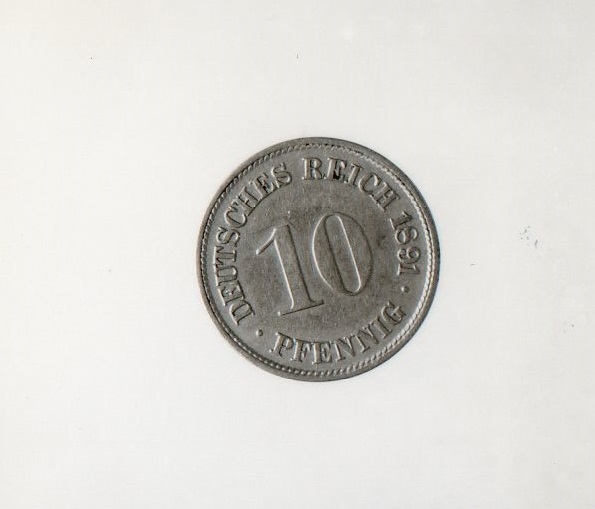 DEUTSCHES REICH 1891
10
· PFENNIG ·